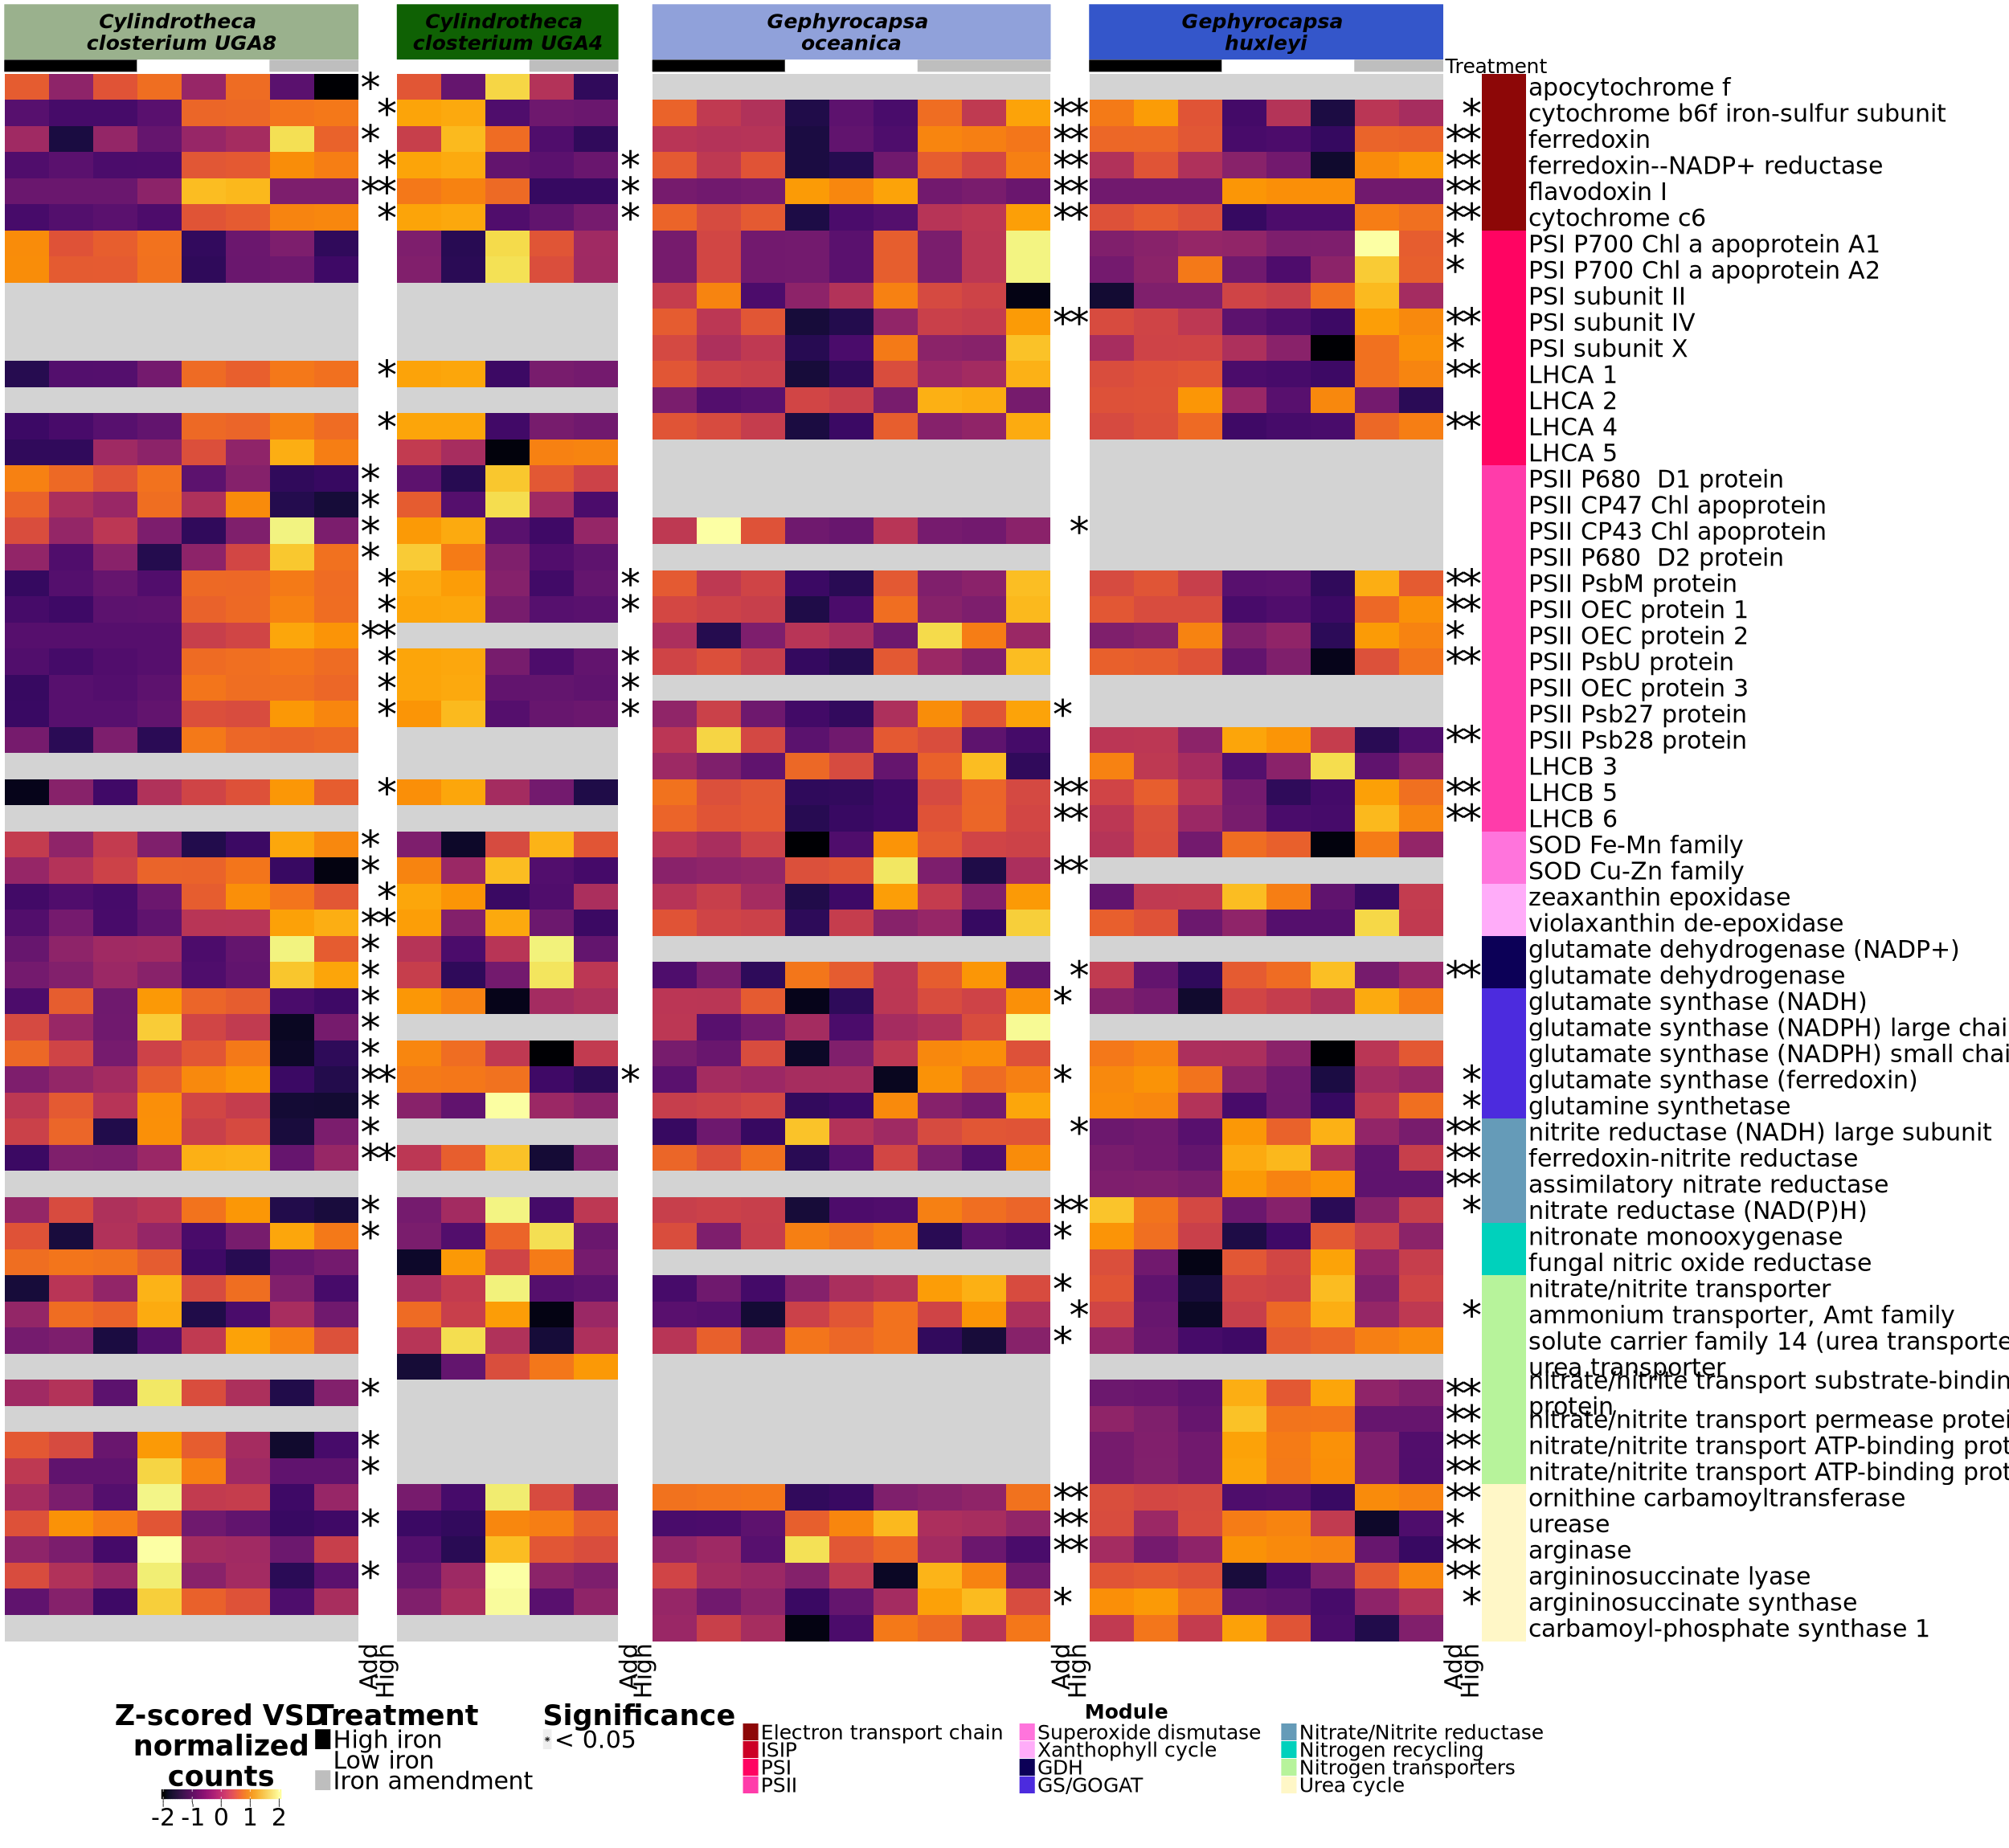 Cylindrotheca
closterium UGA8
Cylindrotheca
closterium UGA4
Gephyrocapsa
oceanica
Gephyrocapsa
huxleyi
Treatment
apocytochrome f
cytochrome b6f iron-sulfur subunit
ferredoxin
ferredoxin--NADP+ reductase
flavodoxin I
cytochrome c6
PSI P700 Chl a apoprotein A1
PSI P700 Chl a apoprotein A2
PSI subunit II
PSI subunit IV
PSI subunit X
LHCA 1
LHCA 2
LHCA 4
LHCA 5
PSII P680  D1 protein
PSII CP47 Chl apoprotein
PSII CP43 Chl apoprotein
PSII P680  D2 protein
PSII PsbM protein
PSII OEC protein 1
PSII OEC protein 2
PSII PsbU protein
PSII OEC protein 3
PSII Psb27 protein
PSII Psb28 protein
LHCB 3
LHCB 5
LHCB 6
SOD Fe-Mn family
SOD Cu-Zn family
zeaxanthin epoxidase
violaxanthin de-epoxidase
glutamate dehydrogenase (NADP+)
glutamate dehydrogenase
glutamate synthase (NADH)
glutamate synthase (NADPH) large chai
glutamate synthase (NADPH) small chai
glutamate synthase (ferredoxin)
glutamine synthetase
nitrite reductase (NADH) large subunit
ferredoxin-nitrite reductase
assimilatory nitrate reductase
nitrate reductase (NAD(P)H)
nitronate monooxygenase
fungal nitric oxide reductase
nitrate/nitrite transporter
ammonium transporter, Amt family
solute carrier family 14 (urea transporte
urea transporter
nitrate/nitrite transport substrate-bindin
protein
nitrate/nitrite transport permease protei
nitrate/nitrite transport ATP-binding prot
nitrate/nitrite transport ATP-binding prot
ornithine carbamoyltransferase
urease
arginase
argininosuccinate lyase
argininosuccinate synthase
carbamoyl-phosphate synthase 1
Add
High
Add
High
Add
High
Add
High
Z-scored VSD
normalized
counts
-2 -1 0 1 2
Treatment
High iron
Low iron
Iron amendment
Significance
* < 0.05
Module
Electron transport chain
ISIP
PSI
PSII
Superoxide dismutase
Xanthophyll cycle
GDH
GS/GOGAT
Nitrate/Nitrite reductase
Nitrogen recycling
Nitrogen transporters
Urea cycle